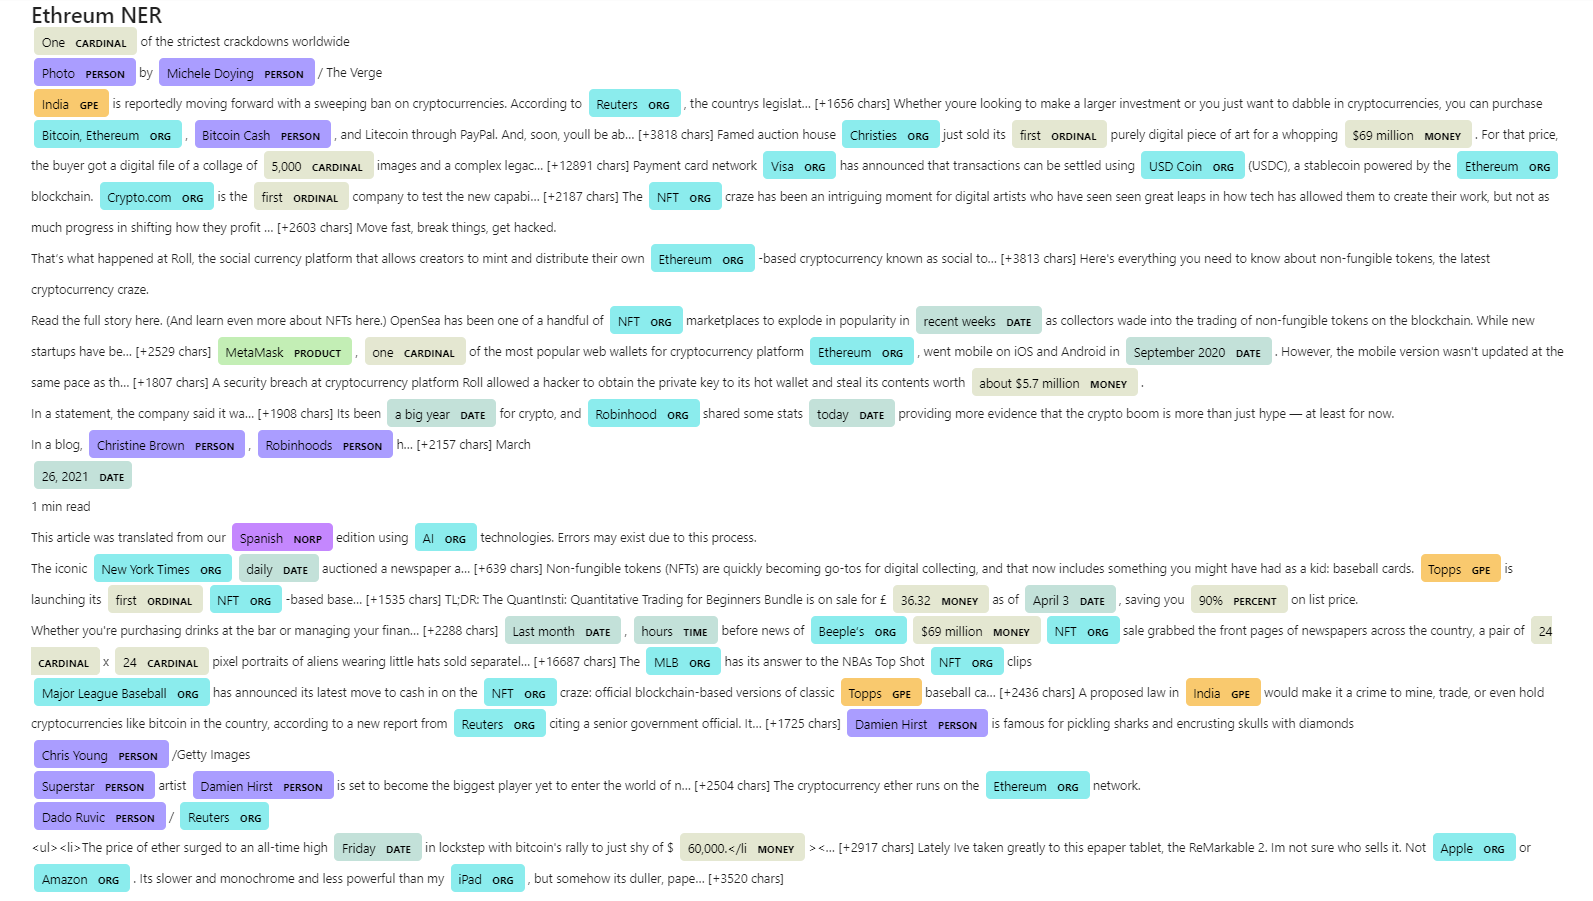 Ethreum NER
One CARDINAL of the strictest crackdowns worldwide
Photo PERSON by Michele Doying PERSON / The Verge
India GPE is reportedly moving forward with a sweeping ban on cryptocurrencies. According to Reuters ORG , the countrys legislat... [+1656 chars] Whether youre looking to make a larger investment or you just want to dabble in cryptocurrencies, you can purchase
Bitcoin, Ethereum ORG , Bitcoin Cash PERSON , and Litecoin through PayPal. And, soon, youll be ab... [+3818 chars] Famed auction house Christies ORG just sold its first ORDINAL purely digital piece of art for a whopping $69 million MONEY . For that price,
the buyer got a digital file of a collage of 5,000 CARDINAL images and a complex legac... [+12891 chars] Payment card network Visa ORG has announced that transactions can be settled using USD Coin ORG (USDC), a stablecoin powered by the Ethereum ORG
blockchain. Crypto.com ORG is the first ORDINAL company to test the new capabi... [+2187 chars] The NFT ORG craze has been an intriguing moment for digital artists who have seen seen great leaps in how tech has allowed them to create their work, but not as
much progress in shifting how they profit ... [+2603 chars] Move fast, break things, get hacked.
That's what happened at Roll, the social currency platform that allows creators to mint and distribute their own Ethereum ORG -based cryptocurrency known as social to... [+3813 chars] Here's everything you need to know about non-fungible tokens, the latest
cryptocurrency craze.
Read the full story here. (And learn even more about NFTs here.) OpenSea has been one of a handful of NFT ORG marketplaces to explode in popularity in recent weeks DATE as collectors wade into the trading of non-fungible tokens on the blockchain. While new
startups have be... [+2529 chars] MetaMask PRODUCT , one CARDINAL of the most popular web wallets for cryptocurrency platform Ethereum ORG , went mobile on iOS and Android in September 2020 DATE . However, the mobile version wasn't updated at the
same pace as th... [+1807 chars] A security breach at cryptocurrency platform Roll allowed a hacker to obtain the private key to its hot wallet and steal its contents worth about $5.7 million MONEY .
In a statement, the company said it wa... [+1908 chars] Its been a big year DATE for crypto, and Robinhood ORG shared some stats today DATE providing more evidence that the crypto boom is more than just hype — at least for now.
In a blog, Christine Brown PERSON , Robinhoods PERSON h... [+2157 chars] March
26, 2021 DATE
1 min read
This article was translated from our Spanish NORP edition using AI ORG technologies. Errors may exist due to this process.
The iconic New York Times ORG daily DATE auctioned a newspaper a... [+639 chars] Non-fungible tokens (NFTs) are quickly becoming go-tos for digital collecting, and that now includes something you might have had as a kid: baseball cards. Topps GPE is
launching its first ORDINAL NFT ORG -based base... [+1535 chars] TL;DR: The QuantInsti: Quantitative Trading for Beginners Bundle is on sale for £ 36.32 MONEY as of April 3 DATE , saving you 90% PERCENT on list price.
Whether you're purchasing drinks at the bar or managing your finan... [+2288 chars] Last month DATE , hours TIME before news of Beeple's ORG $69 million MONEY NFT ORG sale grabbed the front pages of newspapers across the country, a pair of 24
CARDINAL x 24 CARDINAL pixel portraits of aliens wearing little hats sold separatel... [+16687 chars] The MLB ORG has its answer to the NBAs Top Shot NFT ORG clips
Major League Baseball ORG has announced its latest move to cash in on the NFT ORG craze: official blockchain-based versions of classic Topps GPE baseball ca... [+2436 chars] A proposed law in India GPE would make it a crime to mine, trade, or even hold
cryptocurrencies like bitcoin in the country, according to a new report from Reuters ORG citing a senior government official. It... [+1725 chars] Damien Hirst PERSON is famous for pickling sharks and encrusting skulls with diamonds
Chris Young PERSON /Getty Images
Superstar PERSON artist Damien Hirst PERSON is set to become the biggest player yet to enter the world of n... [+2504 chars] The cryptocurrency ether runs on the Ethereum ORG network.
Dado Ruvic PERSON / Reuters ORG
<ul><li>The price of ether surged to an all-time high Friday DATE in lockstep with bitcoin's rally to just shy of $ 60,000.</li MONEY ><... [+2917 chars] Lately Ive taken greatly to this epaper tablet, the ReMarkable 2. Im not sure who sells it. Not Apple ORG or
Amazon ORG . Its slower and monochrome and less powerful than my iPad ORG , but somehow its duller, pape... [+3520 chars]